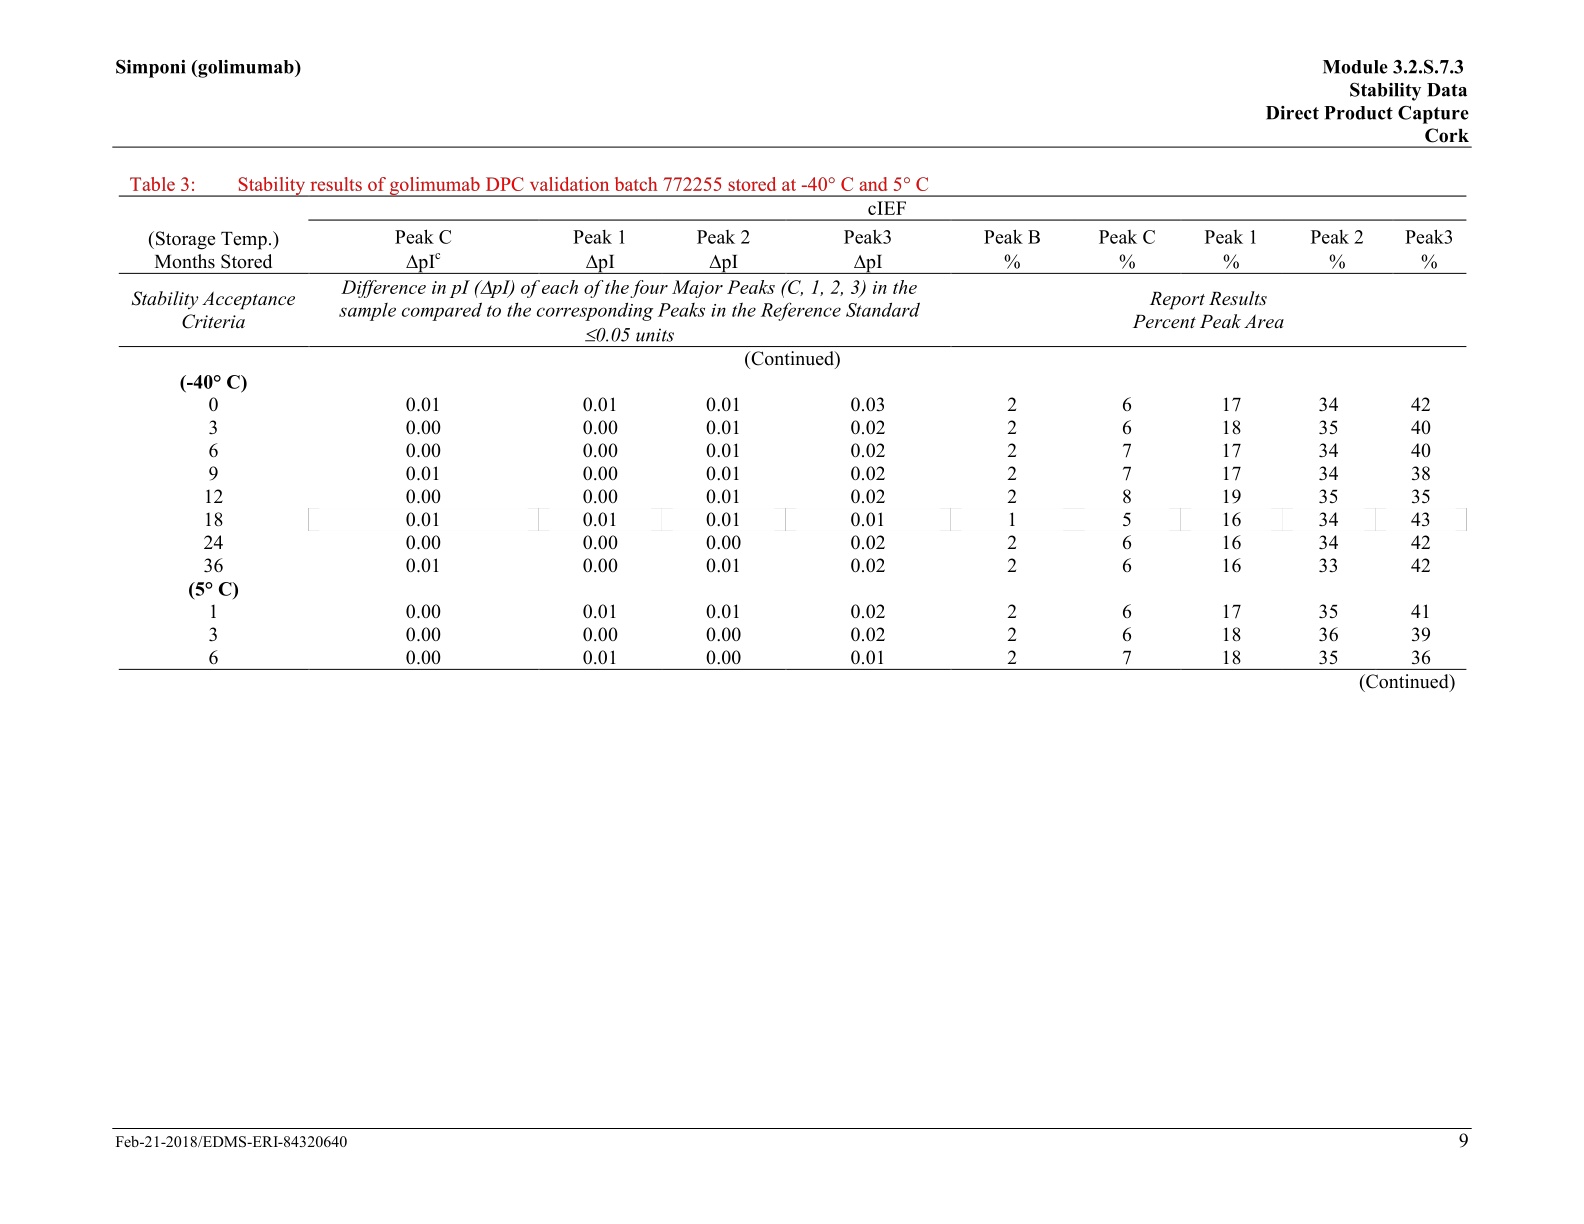 Simponi (golimumab)
Module 3.2.S.7.3
Stability Data
Direct Product Capture
Cork
Table 3: Stability results of golimumab DPC validation batch 772255 stored at -40° C and 5° C
cIEF
(Storage Temp.) Peak C Peak 1 Peak 2 Peak3 Peak B Peak C Peak 1 Peak 2 Peak3
Months Stored ΔpIᶜ ΔpI ΔpI ΔpI % % % % %
Stability Acceptance Criteria
Difference in pI (ΔpI) of each of the four Major Peaks (C, 1, 2, 3) in the
sample compared to the corresponding Peaks in the Reference Standard
≤0.05 units
Report Results
Percent Peak Area
(Continued)
(-40° C)
0 0.01 0.01 0.01 0.03 2 6 17 34 42
3 0.00 0.00 0.01 0.02 2 6 18 35 40
6 0.00 0.00 0.01 0.02 2 7 17 34 40
9 0.01 0.00 0.01 0.02 2 7 17 34 38
12 0.00 0.00 0.01 0.02 2 8 19 35 35
18 0.01 0.01 0.01 0.01 1 5 16 34 43
24 0.00 0.00 0.00 0.02 2 6 16 34 42
36 0.01 0.00 0.01 0.02 2 6 16 33 42
(5° C)
1 0.00 0.01 0.01 0.02 2 6 17 35 41
3 0.00 0.00 0.00 0.02 2 6 18 36 39
6 0.00 0.01 0.00 0.01 2 7 18 35 36
(Continued)
Feb-21-2018/EDMS-ERI-84320640
9